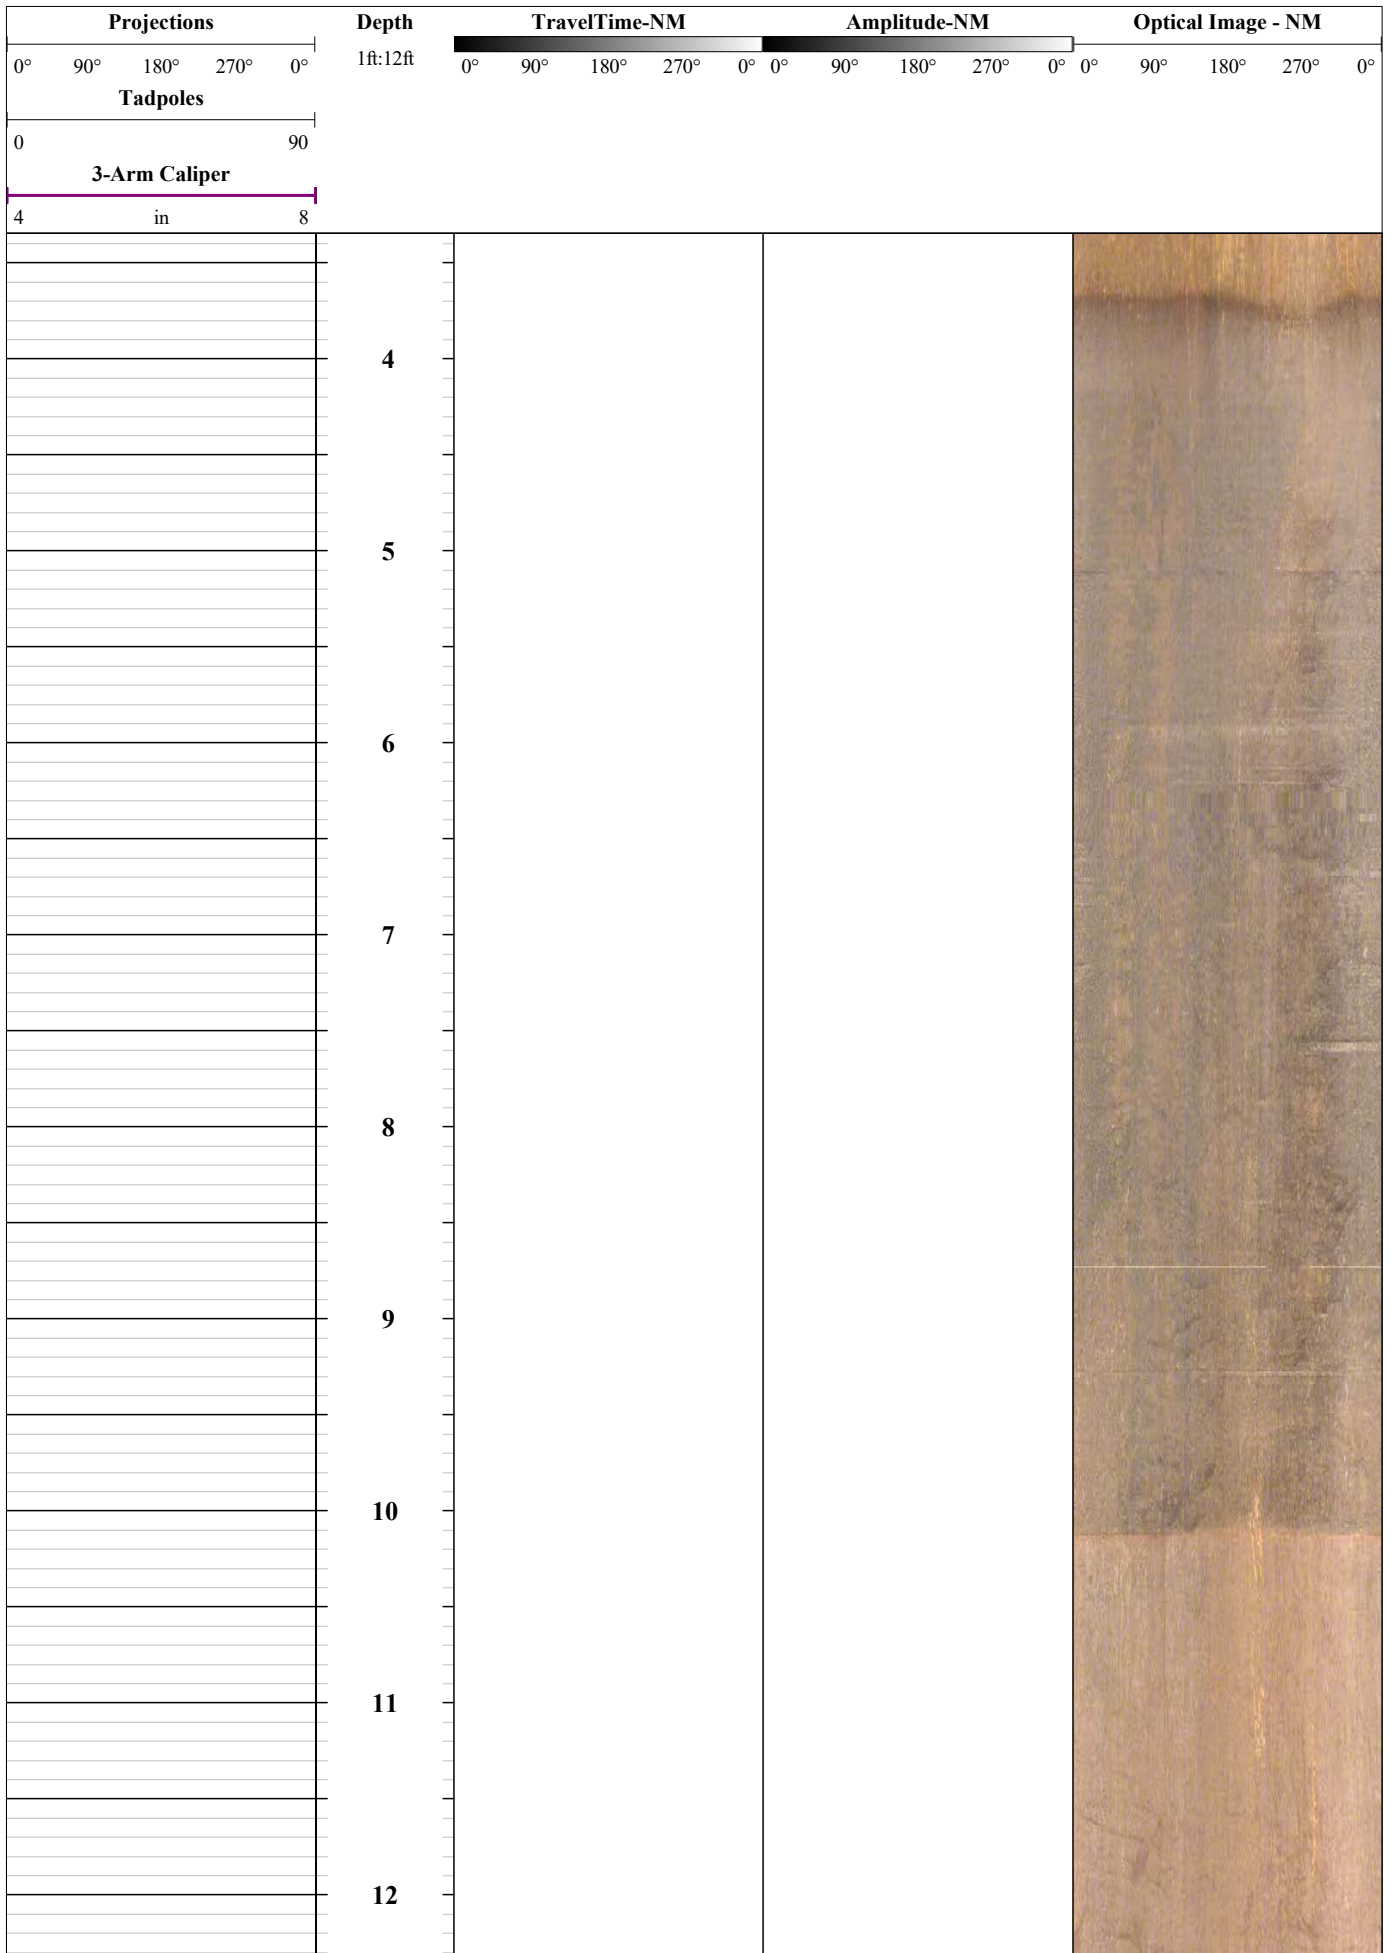 Projections Depth TravelTime-NM Amplitude-NM Optical Image - NM
0° 90° 180° 270° 0° 1ft:12ft 0° 90° 180° 270° 0° 0° 90° 180° 270° 0° 0° 90° 180° 270° 0°
Tadpoles
0 90
3-Arm Caliper
4 in 8
4
5
6
7
8
9
10
11
12